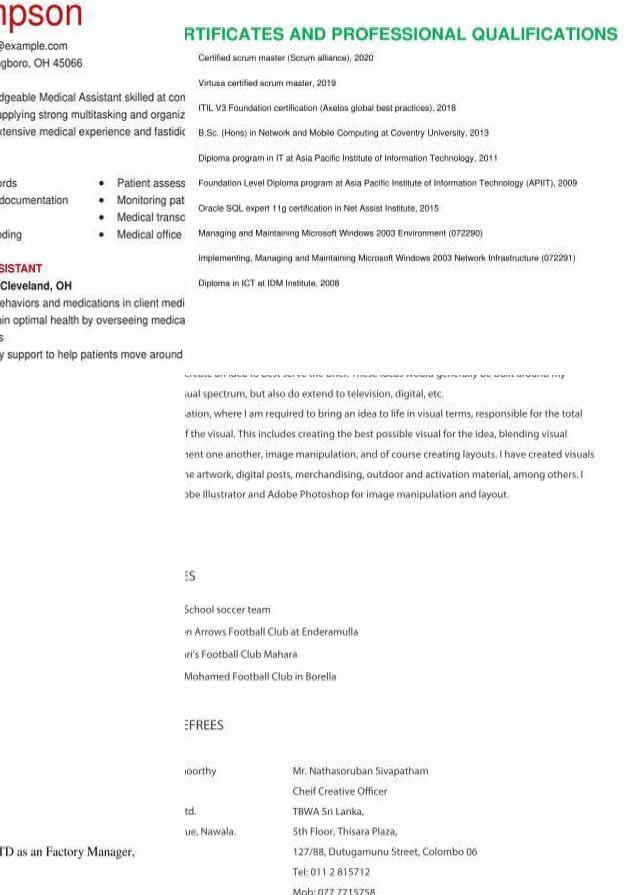 mpson
@example.com
ngboro, OH 45066
dgeable Medical Assistant skilled at con
applying strong multitasking and organiz
xtensive medical experience and fastidic
ords
documentation
oding
• Patient assess
• Monitoring pat
• Medical transc
• Medical office
SISTANT
Cleveland, OH
ehaviors and medications in client medi
ain optimal health by overseeing medica
s
y support to help patients move around
RTIFICATES AND PROFESSIONAL QUALIFICATIONS
Certified scrum master (Scrum alliance), 2020
Virtusa certified scrum master, 2019
ITIL V3 Foundation certification (Axelos global best practices), 2018
B.Sc. (Hons) in Network and Mobile Computing at Coventry University, 2013
Diploma program in IT at Asia Pacific Institute of Information Technology, 2011
Foundation Level Diploma program at Asia Pacific Institute of Information Technology (APIIT), 2009
Oracle SQL expert 11g certification in Net Assist Institute, 2015
Managing and Maintaining Microsoft Windows 2003 Environment (072290)
Implementing, Managing and Maintaining Microsoft Windows 2003 Network Infrastructure (072291)
Diploma in ICT at IDM Institute, 2008
ual spectrum, but also do extend to television, digital, etc.
ation, where I am required to bring an idea to life in visual terms, responsible for the total
f the visual. This includes creating the best possible visual for the idea, blending visual
nent one another, image manipulation, and of course creating layouts. I have created visuals
ne artwork, digital posts, merchandising, outdoor and activation material, among others. I
obe Illustrator and Adobe Photoshop for image manipulation and layout.
ES
School soccer team
n Arrows Football Club at Enderamulla
ri's Football Club Mahara
Mohamed Football Club in Borella
EFREES
oorthy
td.
ue, Nawala.
Mr. Nathasoruban Sivapatham
Cheif Creative Officer
TBWA Sri Lanka,
5th Floor, Thisara Plaza,
127/88, Dutugamunu Street, Colombo 06
Tel: 011 2 815712
Mob: 077 7715758
TD as an Factory Manager,